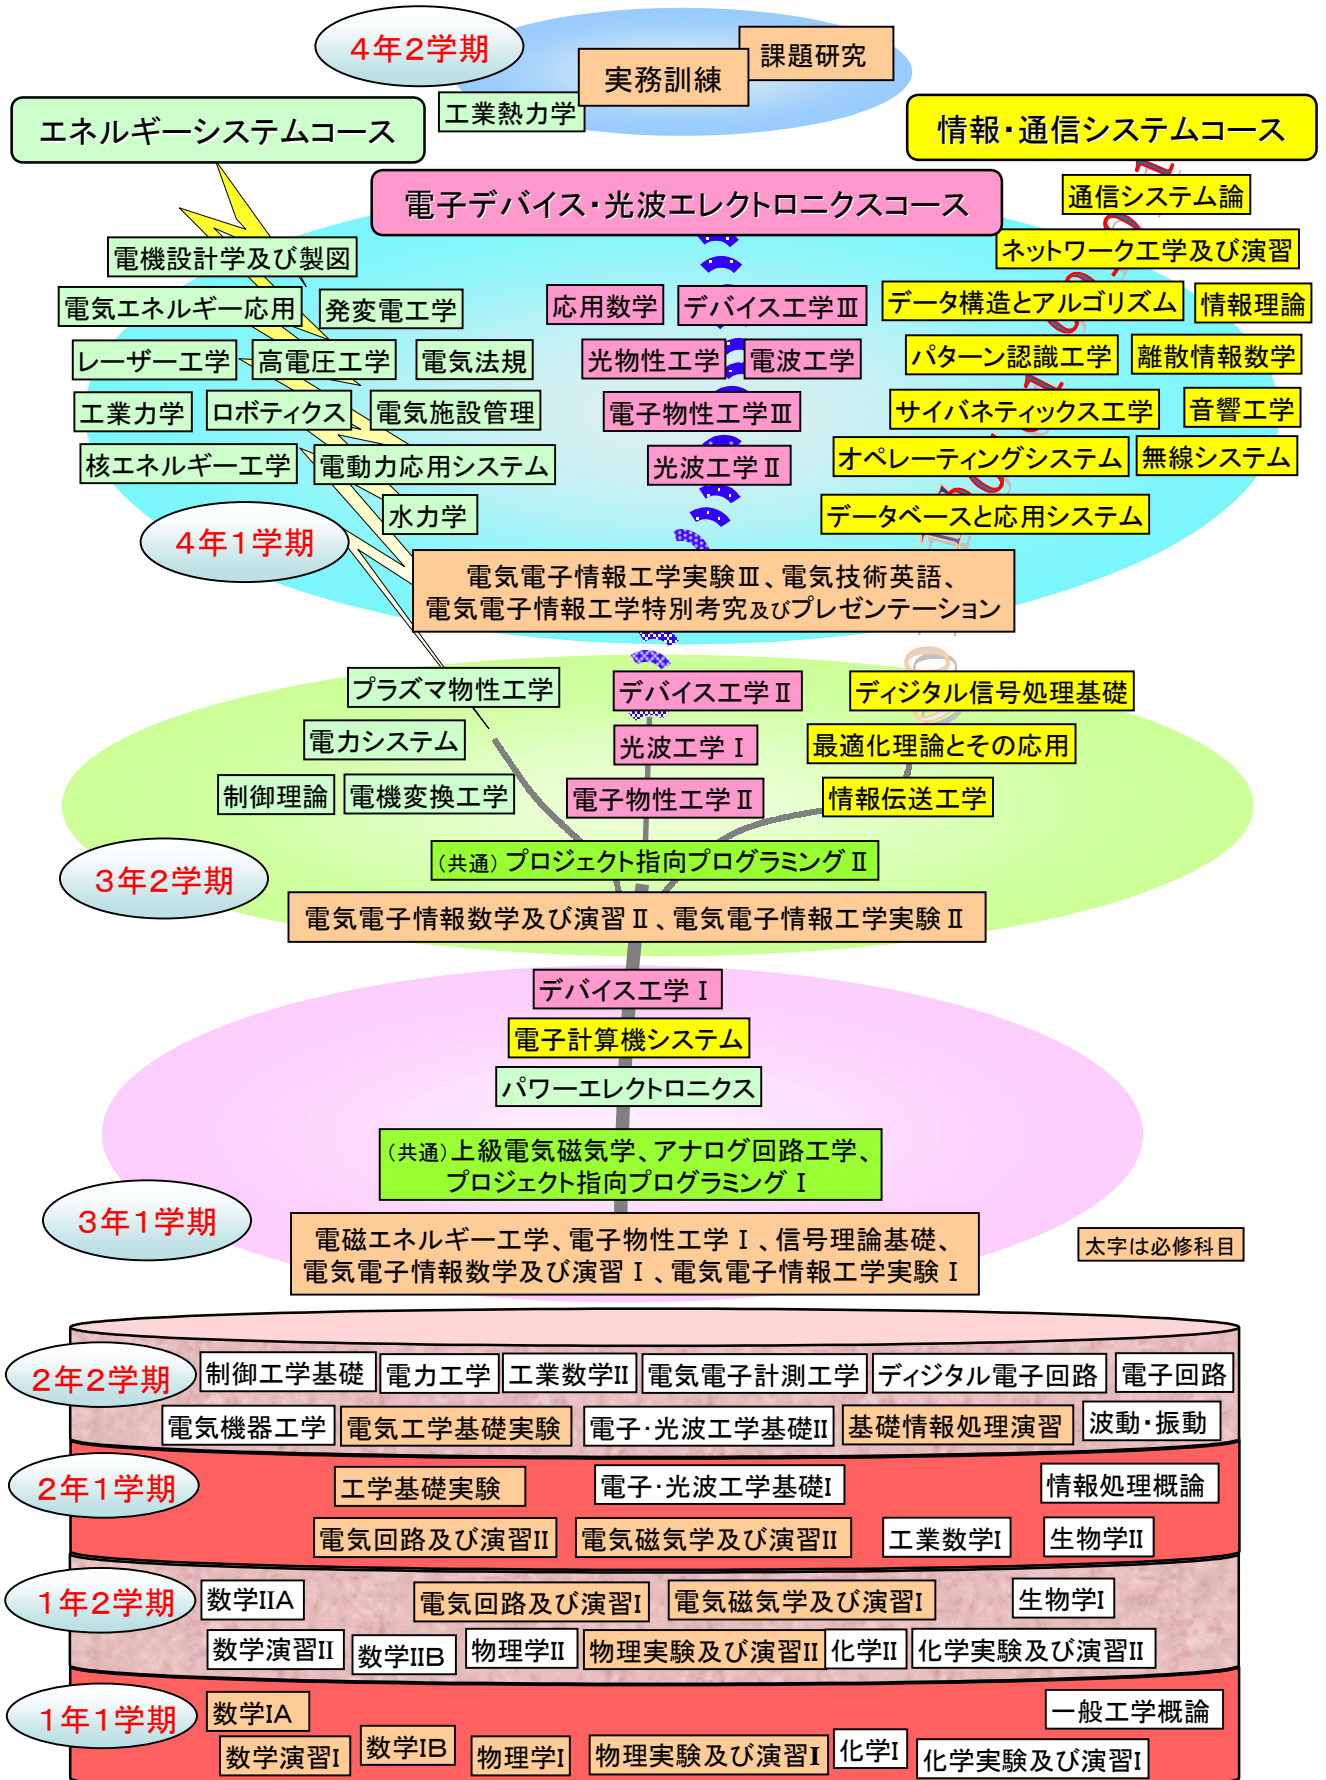 4年2学期
課題研究
実務訓練
工業熱力学
エネルギーシステムコース
情報・通信システムコース
電子デバイス・光波エレクトロニクスコース
通信システム論
電機設計学及び製図
ネットワーク工学及び演習
電気エネルギー応用
発変電工学
応用数学
デバイス工学Ⅲ
データ構造とアルゴリズム
情報理論
レーザー工学
高電圧工学
電気法規
光物性工学
電波工学
パターン認識工学
離散情報数学
工業力学
ロボティクス
電気施設管理
電子物性工学Ⅲ
サイバネティックス工学
音響工学
核エネルギー工学
電動力応用システム
光波工学Ⅱ
オペレーティングシステム
無線システム
水力学
データベースと応用システム
4年1学期
電気電子情報工学実験Ⅲ、電気技術英語、
電気電子情報工学特別考究及びプレゼンテーション
プラズマ物性工学
デバイス工学Ⅱ
ディジタル信号処理基礎
電力システム
光波工学Ⅰ
最適化理論とその応用
制御理論
電機変換工学
電子物性工学Ⅱ
情報伝送工学
(共通)プロジェクト指向プログラミングⅡ
3年2学期
電気電子情報数学及び演習Ⅱ、電気電子情報工学実験Ⅱ
デバイス工学Ⅰ
電子計算機システム
パワーエレクトロニクス
(共通)上級電気磁気学、アナログ回路工学、
プロジェクト指向プログラミングⅠ
3年1学期
電磁エネルギー工学、電子物性工学Ⅰ、信号理論基礎、
電気電子情報数学及び演習Ⅰ、電気電子情報工学実験Ⅰ
太字は必修科目
2年2学期
制御工学基礎
電力工学
工業数学II
電気電子計測工学
ディジタル電子回路
電子回路
電気機器工学
電気工学基礎実験
電子・光波工学基礎II
基礎情報処理演習
波動・振動
2年1学期
工学基礎実験
電子・光波工学基礎I
情報処理概論
電気回路及び演習II
電気磁気学及び演習II
工業数学I
生物学II
1年2学期
数学IIA
電気回路及び演習I
電気磁気学及び演習I
生物学I
数学演習II
数学IIB
物理学II
物理実験及び演習II
化学II
化学実験及び演習II
1年1学期
数学IA
一般工学概論
数学演習I
数学IB
物理学I
物理実験及び演習I
化学I
化学実験及び演習I